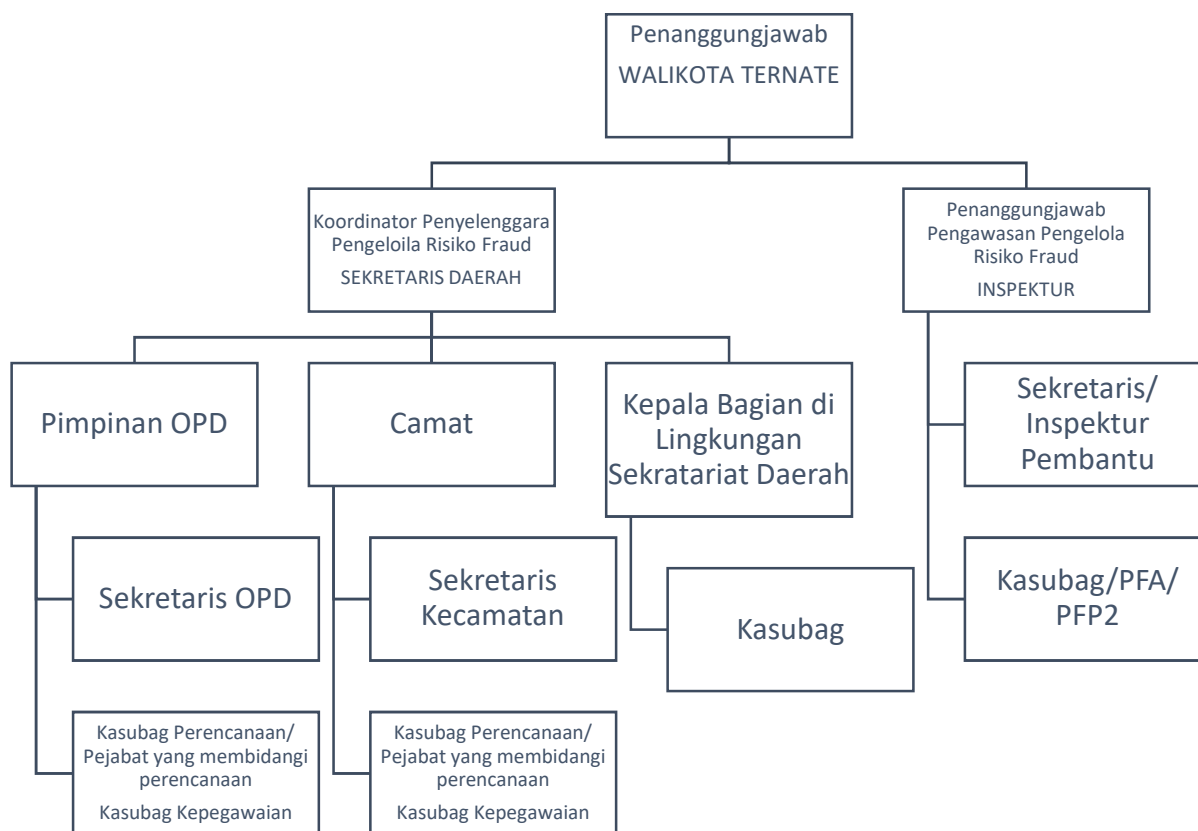 Penanggungjawab
WALIKOTA TERNATE
Koordinator Penyelenggara
Pengeloila Risiko Fraud
SEKRETARIS DAERAH
Penanggungjawab
Pengawasan Pengelola
Risiko Fraud
INSPEKTUR
Pimpinan OPD
Camat
Kepala Bagian di
Lingkungan
Sekratariat Daerah
Sekretaris/
Inspektur
Pembantu
Sekretaris OPD
Sekretaris
Kecamatan
Kasubag
Kasubag/PFA/
PFP2
Kasubag Perencanaan/
Pejabat yang membidangi
perencanaan
Kasubag Kepegawaian
Kasubag Perencanaan/
Pejabat yang membidangi
perencanaan
Kasubag Kepegawaian